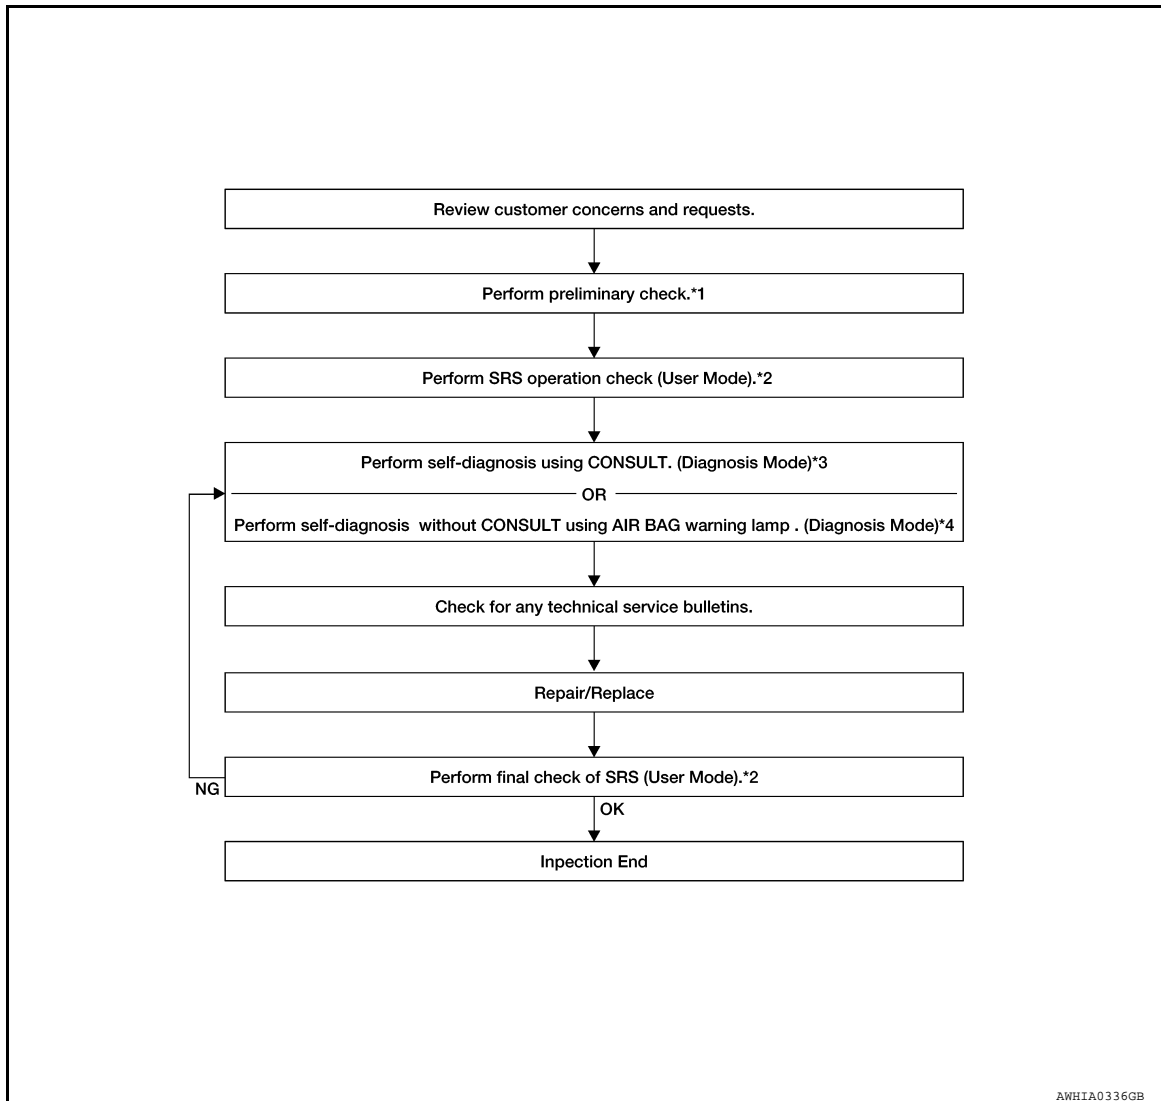 Review customer concerns and requests.
Perform preliminary check.*1
Perform SRS operation check (User Mode).*2
Perform self-diagnosis using CONSULT. (Diagnosis Mode)*3
OR
Perform self-diagnosis  without CONSULT using AIR BAG warning lamp . (Diagnosis Mode)*4
Check for any technical service bulletins.
Repair/Replace
Perform final check of SRS (User Mode).*2
NG
OK
Inpection End
AWHIA0336GB